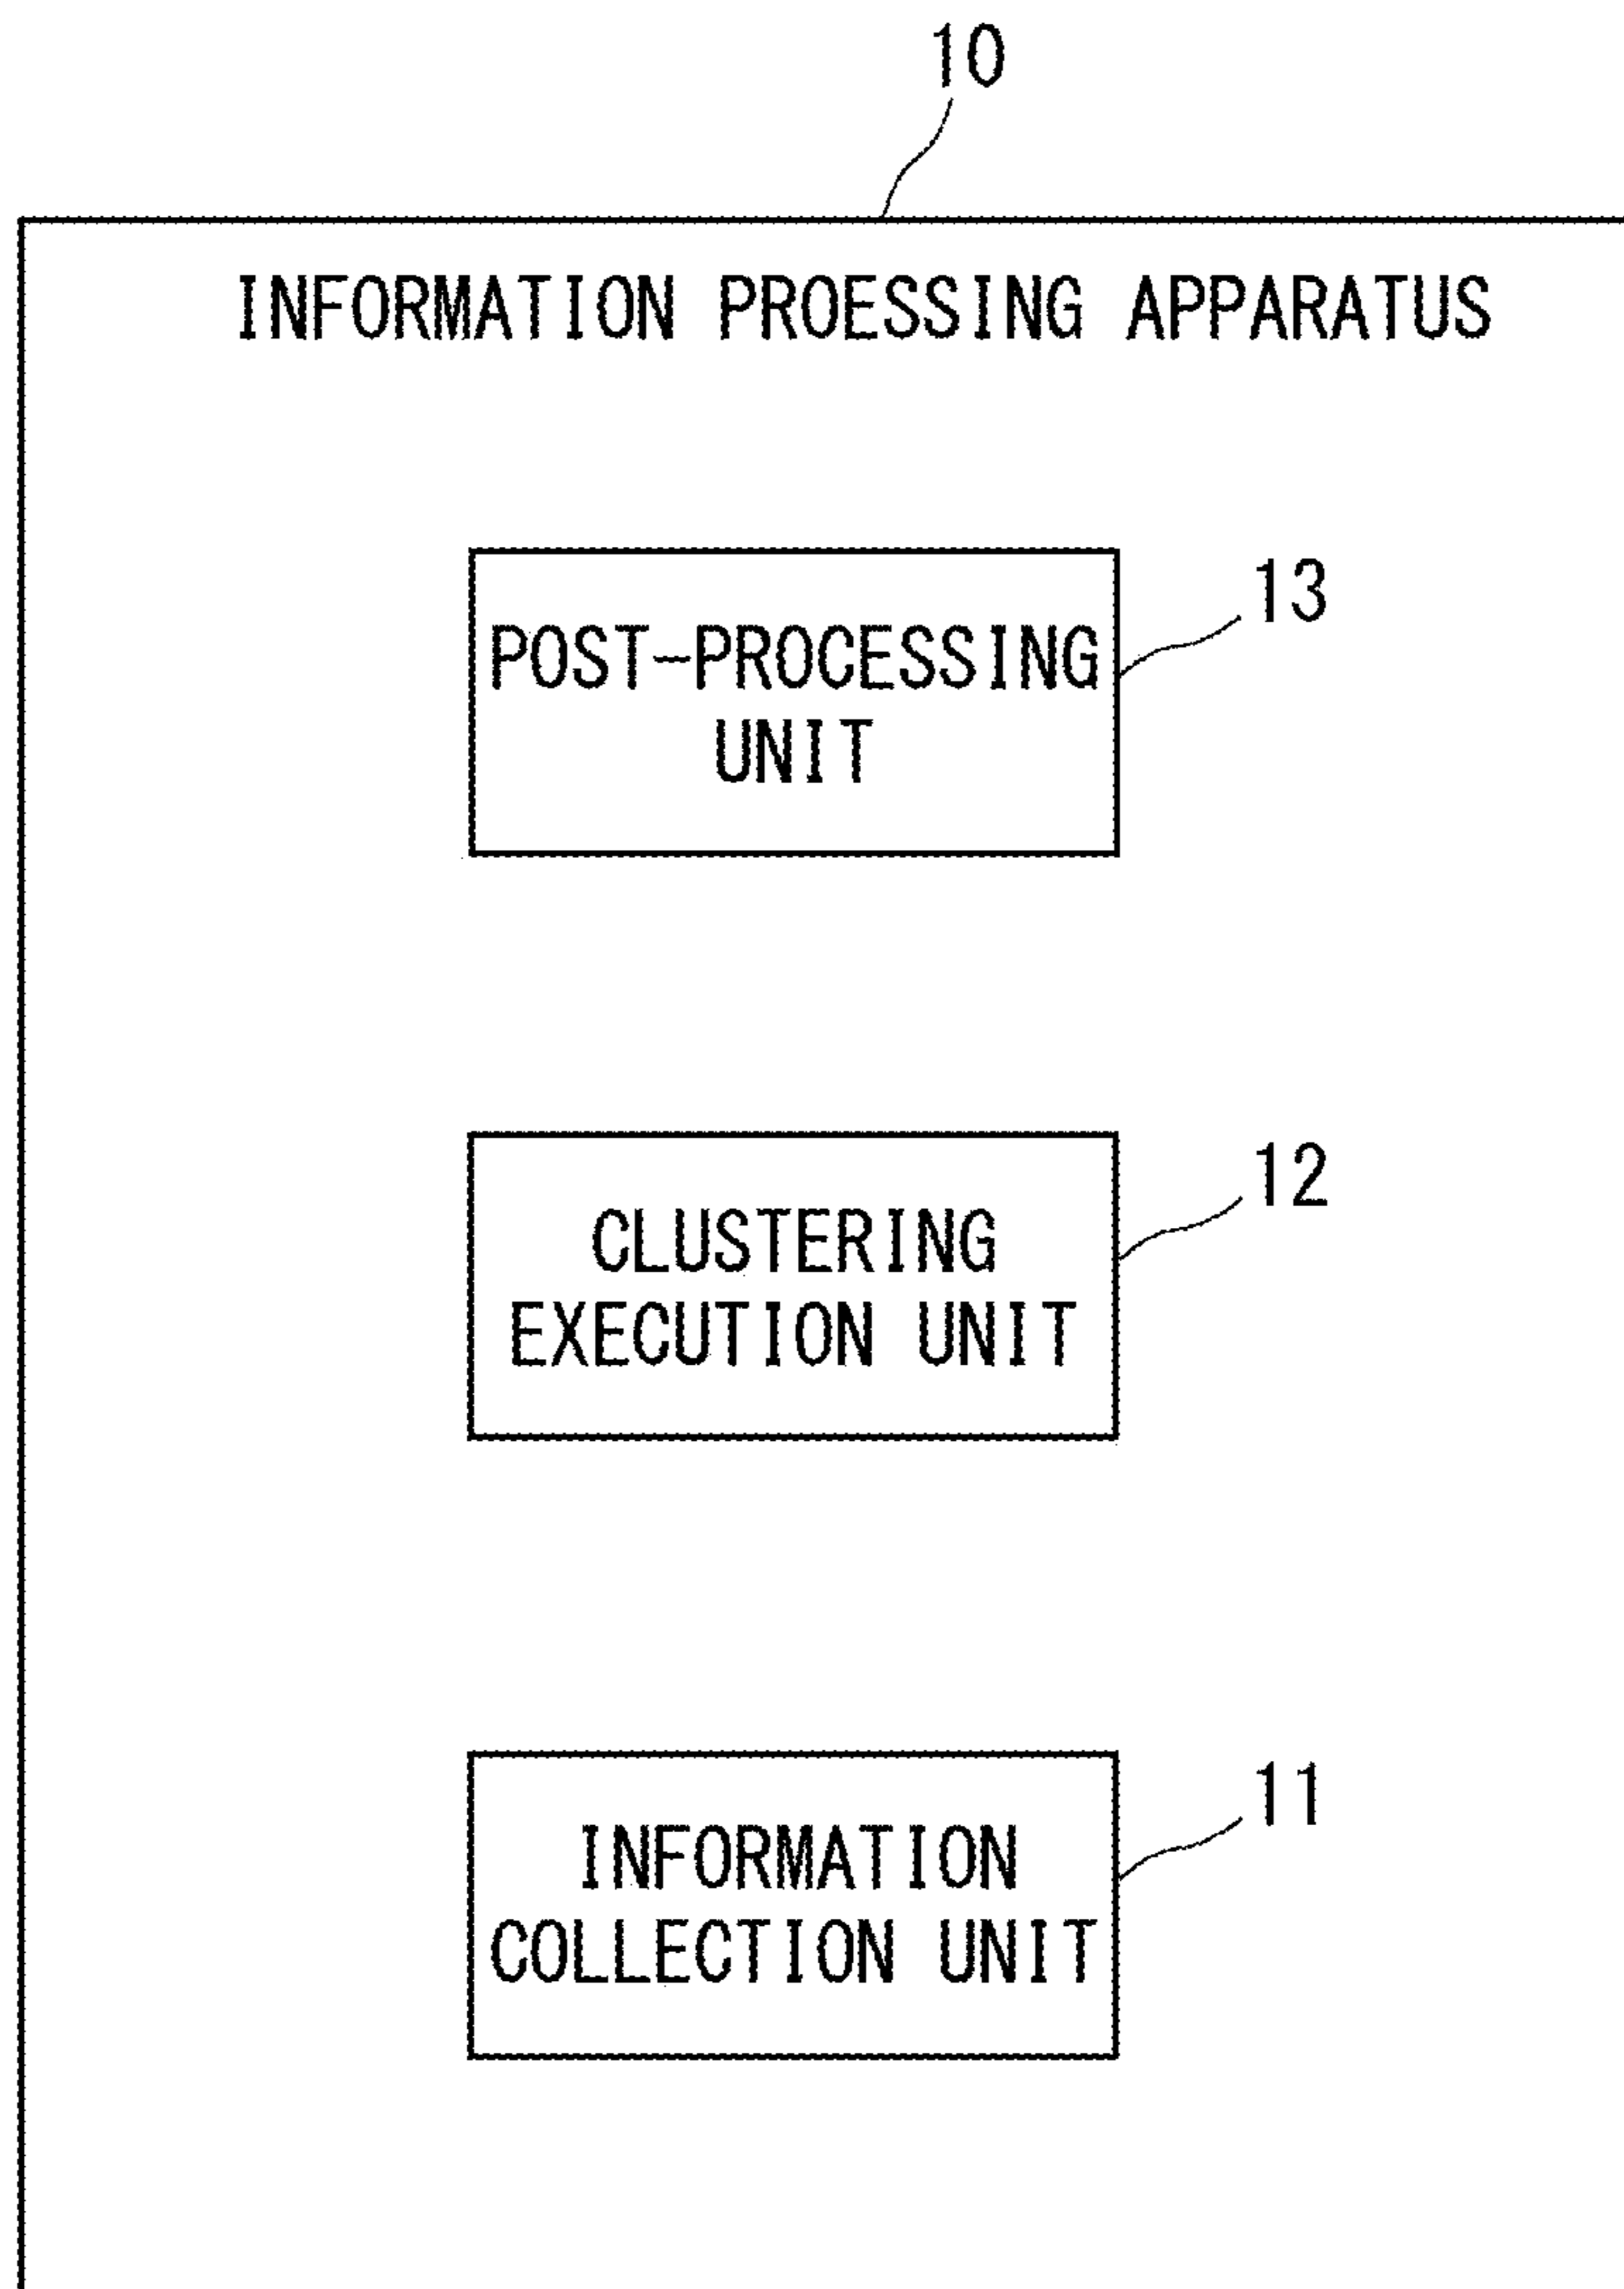 10
INFORMATION PROESSING APPARATUS
13
POST-PROCESSING
UNIT
12
CLUSTERING
EXECUTION UNIT
11
INFORMATION
COLLECTION UNIT